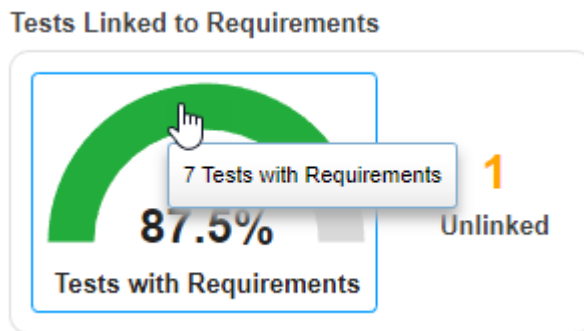 Tests Linked to Requirements
7 Tests with Requirements
1
87.5%
Unlinked
Tests with Requirements